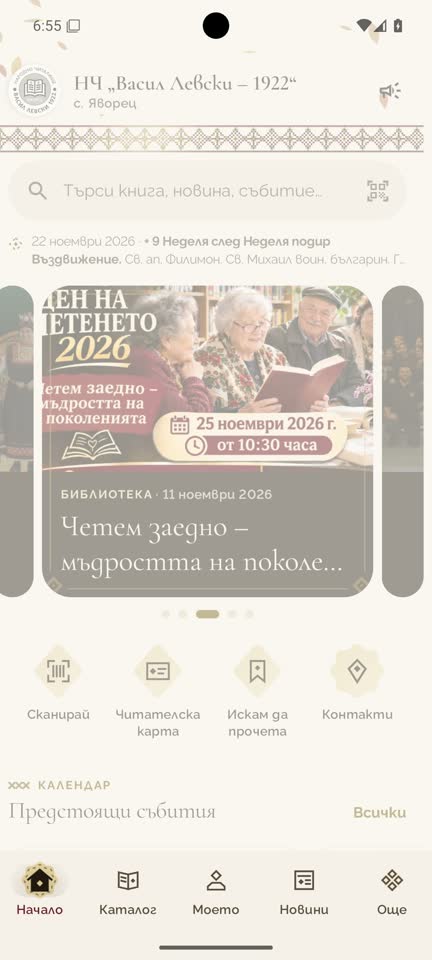 6:55
НЧ „Васил Левски – 1922“
с. Яворец
Търси книга, новина, събитие...
22 ноември 2026 · • 9 Неделя след Неделя подир
Въздвижение. Св. ап. Филимон. Св. Михаил воин. българин. Г...
ДЕН НА
ЧЕТЕНЕТО
2026
Четем заедно –
мъдростта на
поколенията
25 ноември 2026 г.
от 10:30 часа
БИБЛИОТЕКА · 11 ноември 2026
Четем заедно –
мъдростта на поколе...
Сканирай
Читателска
карта
Искам да
прочета
Контакти
КАЛЕНДАР
Предстоящи събития
Всички
Начало
Каталог
Моето
Новини
Още